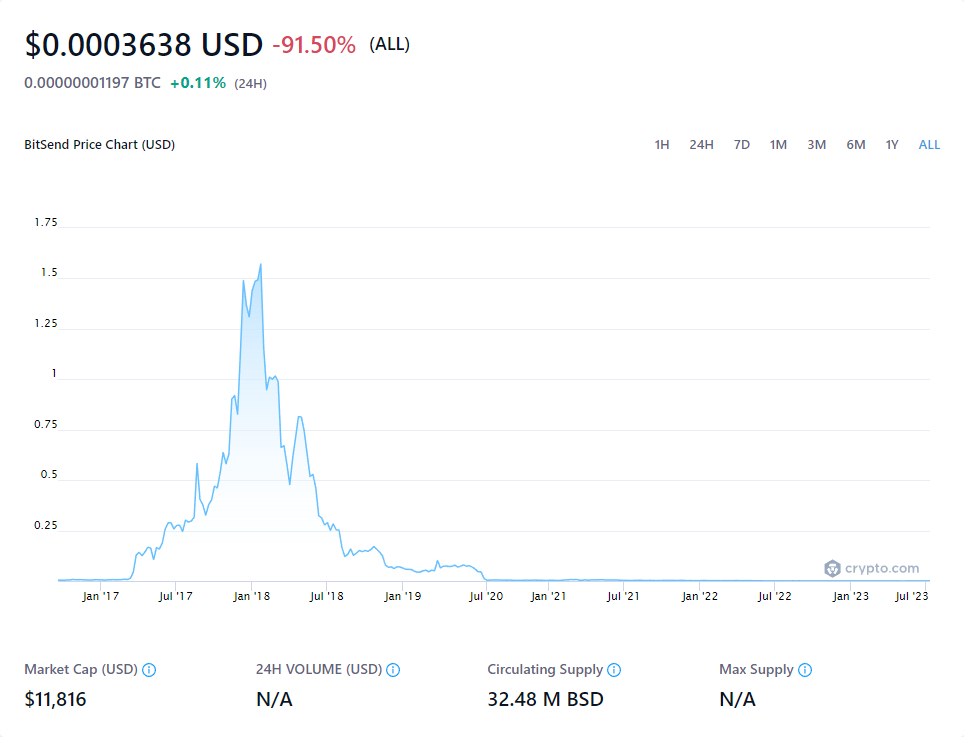 $0.0003638 USD -91.50% (ALL)
0.00000001197 BTC +0.11% (24H)
BitSend Price Chart (USD) 1H 24H 7D 1M 3M 6M 1Y ALL
1.75
1.5
1.25
1
0.75
0.5
0.25
crypto.com
Jan '17 Jul '17 Jan '18 Jul '18 Jan '19 Jul '20 Jan '21 Jul '21 Jan '22 Jul '22 Jan '23 Jul '23
Market Cap (USD) 24H VOLUME (USD) Circulating Supply Max Supply
$11,816 N/A 32.48 M BSD N/A